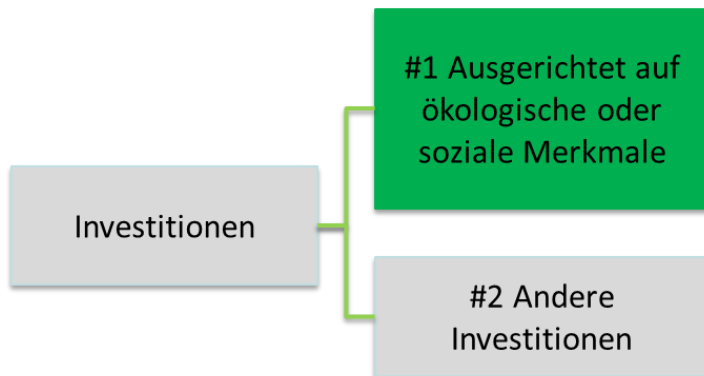 #1 Ausgerichtet auf
ökologische oder
soziale Merkmale
Investitionen
#2 Andere
Investitionen